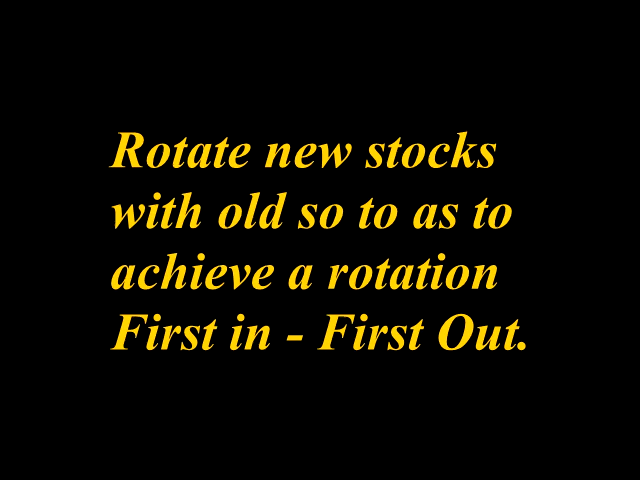 Rotate new stocks
with old so to as to
achieve a rotation
First in - First Out.